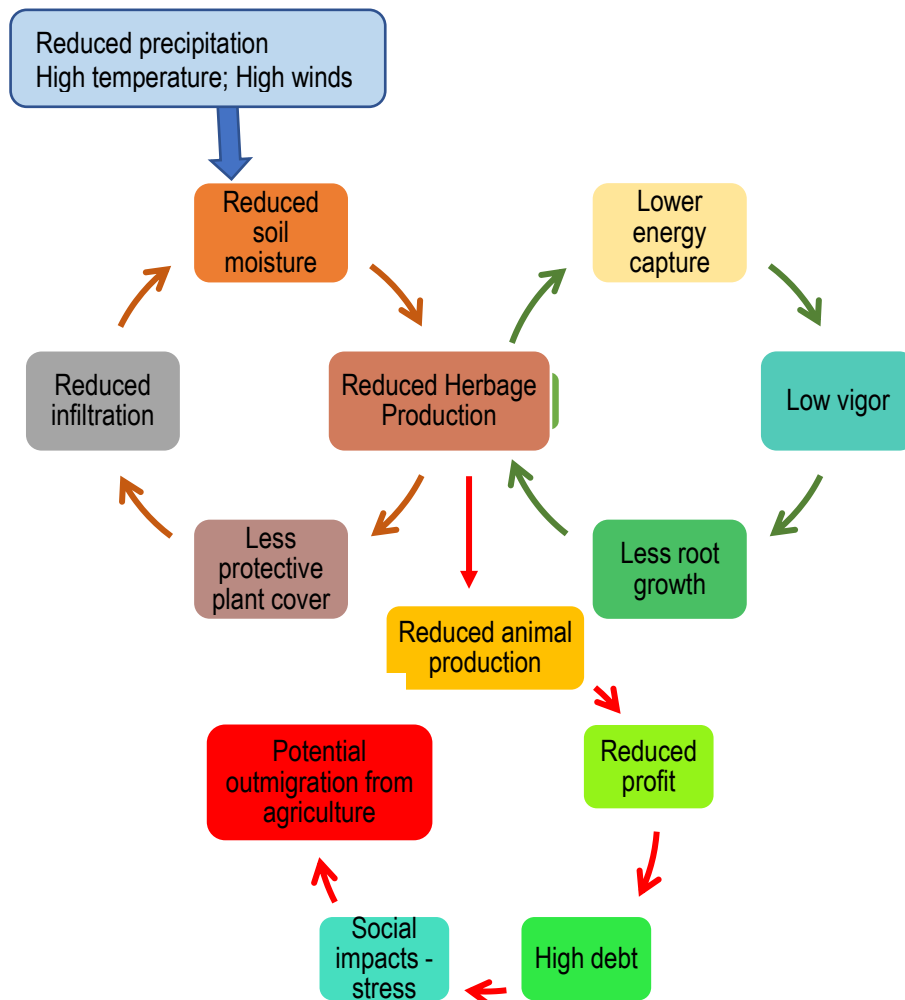 Reduced precipitation
High temperature; High winds
Reduced
soil
moisture
Lower
energy
capture
Reduced
infiltration
Reduced Herbage
Production
Low vigor
Less
protective
plant cover
Less root
growth
Reduced animal
production
Potential
outmigration from
agriculture
Reduced
profit
Social
impacts -
stress
High debt